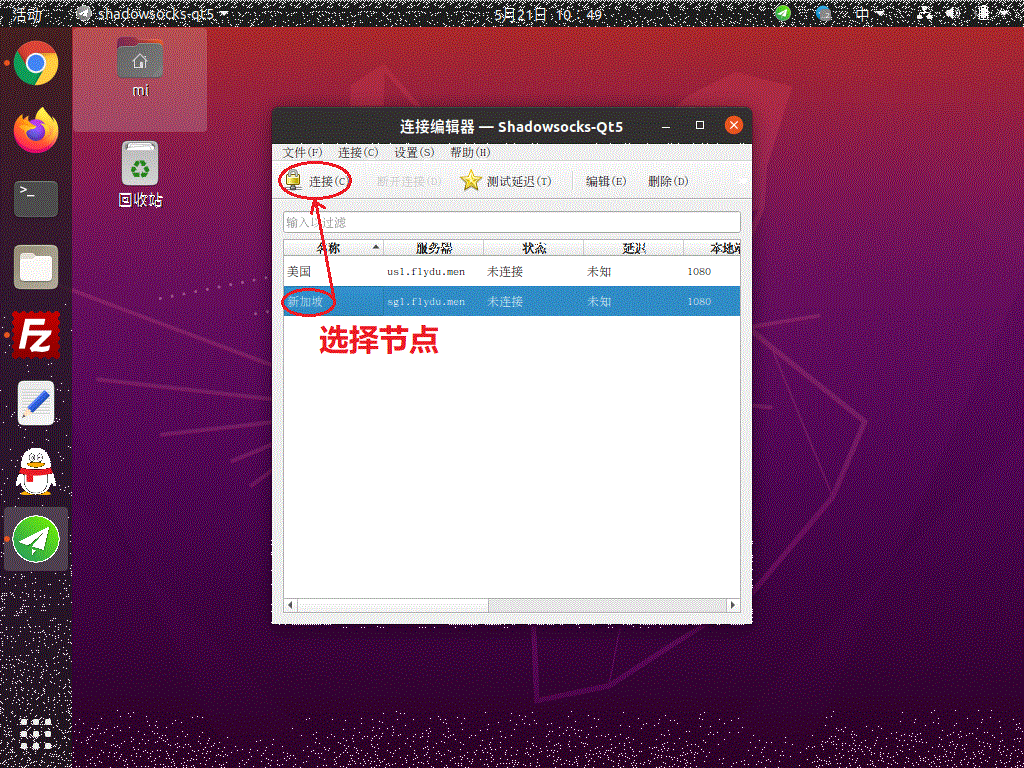 活动 shadowsocks-qt5 5月21日 10：49 中
mi
回收站
连接编辑器 — Shadowsocks-Qt5
文件(F) 连接(C) 设置(S) 帮助(H)
连接(C) 断开连接(D) 测试延迟(T) 编辑(E) 删除(D)
输入以过滤
名称 服务器 状态 延迟 本地端
美国 us1.flydu.men 未连接 未知 1080
新加坡 sg1.flydu.men 未连接 未知 1080
选择节点